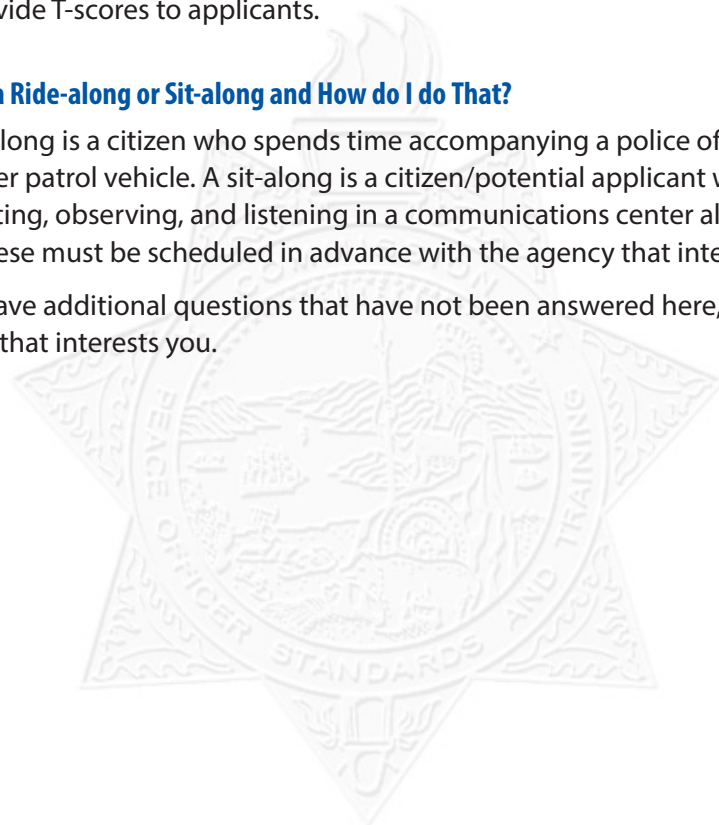 vide T-scores to applicants.
a Ride-along or Sit-along and How do I do That?
long is a citizen who spends time accompanying a police of
er patrol vehicle. A sit-along is a citizen/potential applicant w
ting, observing, and listening in a communications center al
ese must be scheduled in advance with the agency that inte
ave additional questions that have not been answered here,
that interests you.
COMMISSION
PEACE OFFICER STANDARDS AND TRAINING